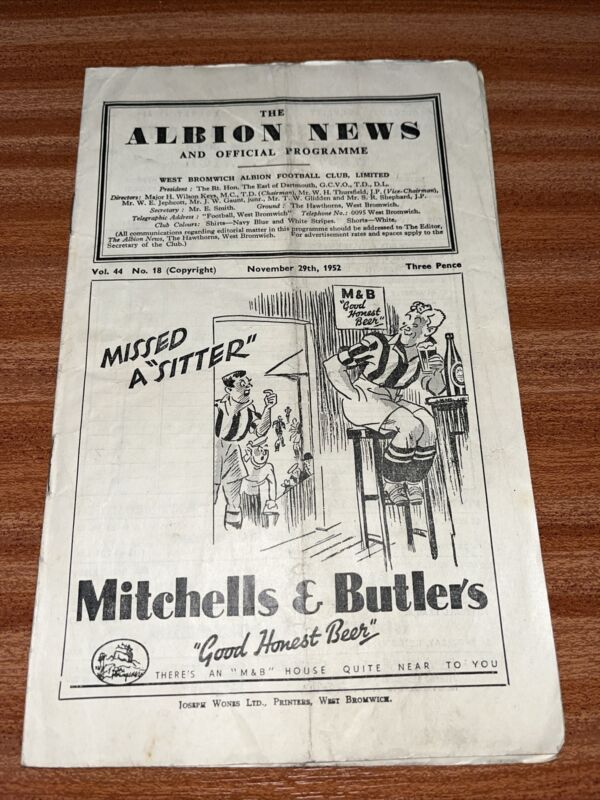 THE
ALBION NEWS
AND OFFICIAL PROGRAMME
WEST BROMWICH ALBION FOOTBALL CLUB, LIMITED
President : The Rt. Hon. The Earl of Dartmouth, G.C.V.O., T.D., D.L.
Directors: Major H. Wilson Keys, M.C., T.D. (Chairman), Mr. W. H. Thursfield, J.P. (Vice-Chairman),
Mr. W. E. Jephcott, Mr. J. W. Gaunt, junr., Mr. T. W. Glidden and Mr. S. R. Shephard, J.P.
Secretary : Mr. E. Smith. Ground : The Hawthorns, West Bromwich.
Telegraphic Address : "Football, West Bromwich" Telephone No.: 0095 West Bromwich.
Club Colours: Shirts—Navy Blue and White Stripes. Shorts—White.
(All communications regarding editorial matter in this programme should be addressed to The Editor,
The Albion News, The Hawthorns, West Bromwich. For advertisement rates and spaces apply to the
Secretary of the Club.)
Vol. 44 No. 18 (Copyright) November 29th, 1952 Three Pence
M & B
"Good
Honest
Beer"
MISSED
A "SITTER"
Mitchells & Butlers
"Good Honest Beer"
THERE'S AN "M&B" HOUSE QUITE NEAR TO YOU
JOSEPH WONES LTD., PRINTERS, WEST BROMWICH.